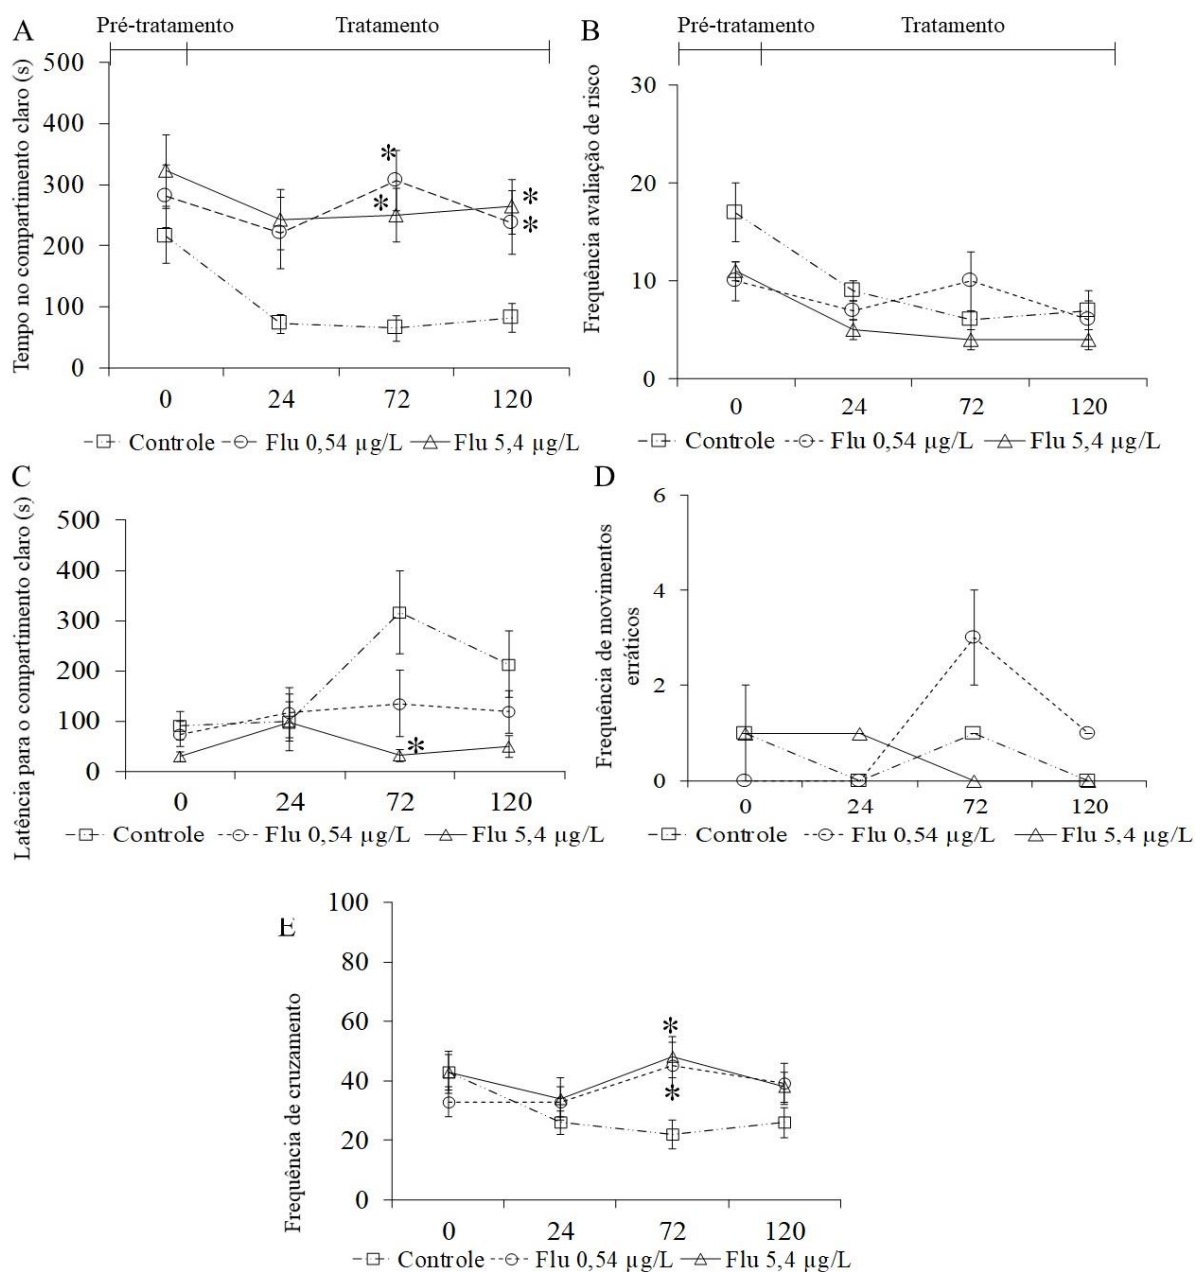 A
Pré-tratamento
Tratamento
Tempo no compartimento claro (s)
500
400
300
200
100
0
*
*
*
*
0 24 72 120
Controle Flu 0,54 µg/L Flu 5,4 µg/L
B
Pré-tratamento
Tratamento
Frequência avaliação de risco
30
20
10
0
0 24 72 120
Controle Flu 0,54 µg/L Flu 5,4 µg/L
C
Latência para o compartimento claro (s)
500
400
300
200
100
0
*
0 24 72 120
Controle Flu 0,54 µg/L Flu 5,4 µg/L
D
Frequência de movimentos
erráticos
6
4
2
0
0 24 72 120
Controle Flu 0,54 µg/L Flu 5,4 µg/L
E
Frequência de cruzamento
100
80
60
40
20
0
*
*
0 24 72 120
Controle Flu 0,54 µg/L Flu 5,4 µg/L